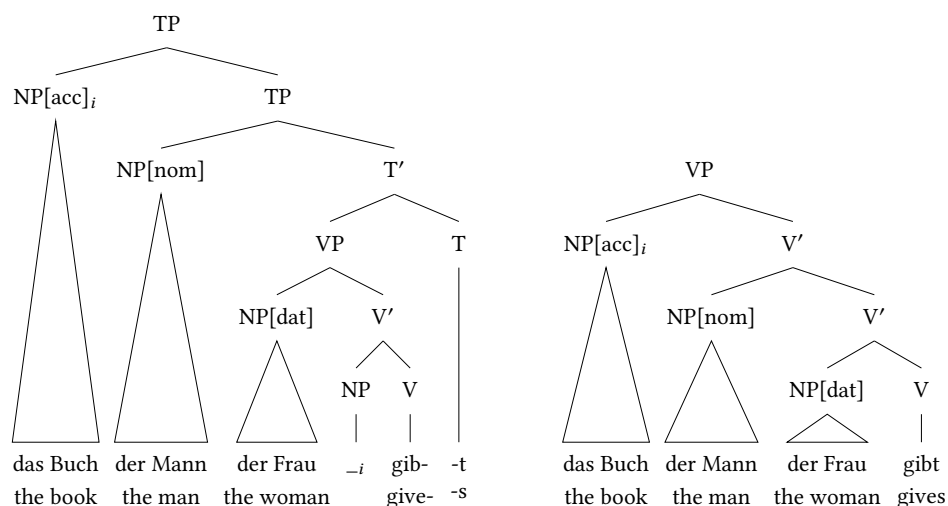 TP
NP[acc]i TP
NP[nom] T′ VP
VP T NP[acc]i V′
NP[dat] V′ NP[nom] V′
NP V NP[dat] V
das Buch der Mann der Frau _i gib- -t das Buch der Mann der Frau gibt
the book the man the woman give- -s the book the man the woman gives